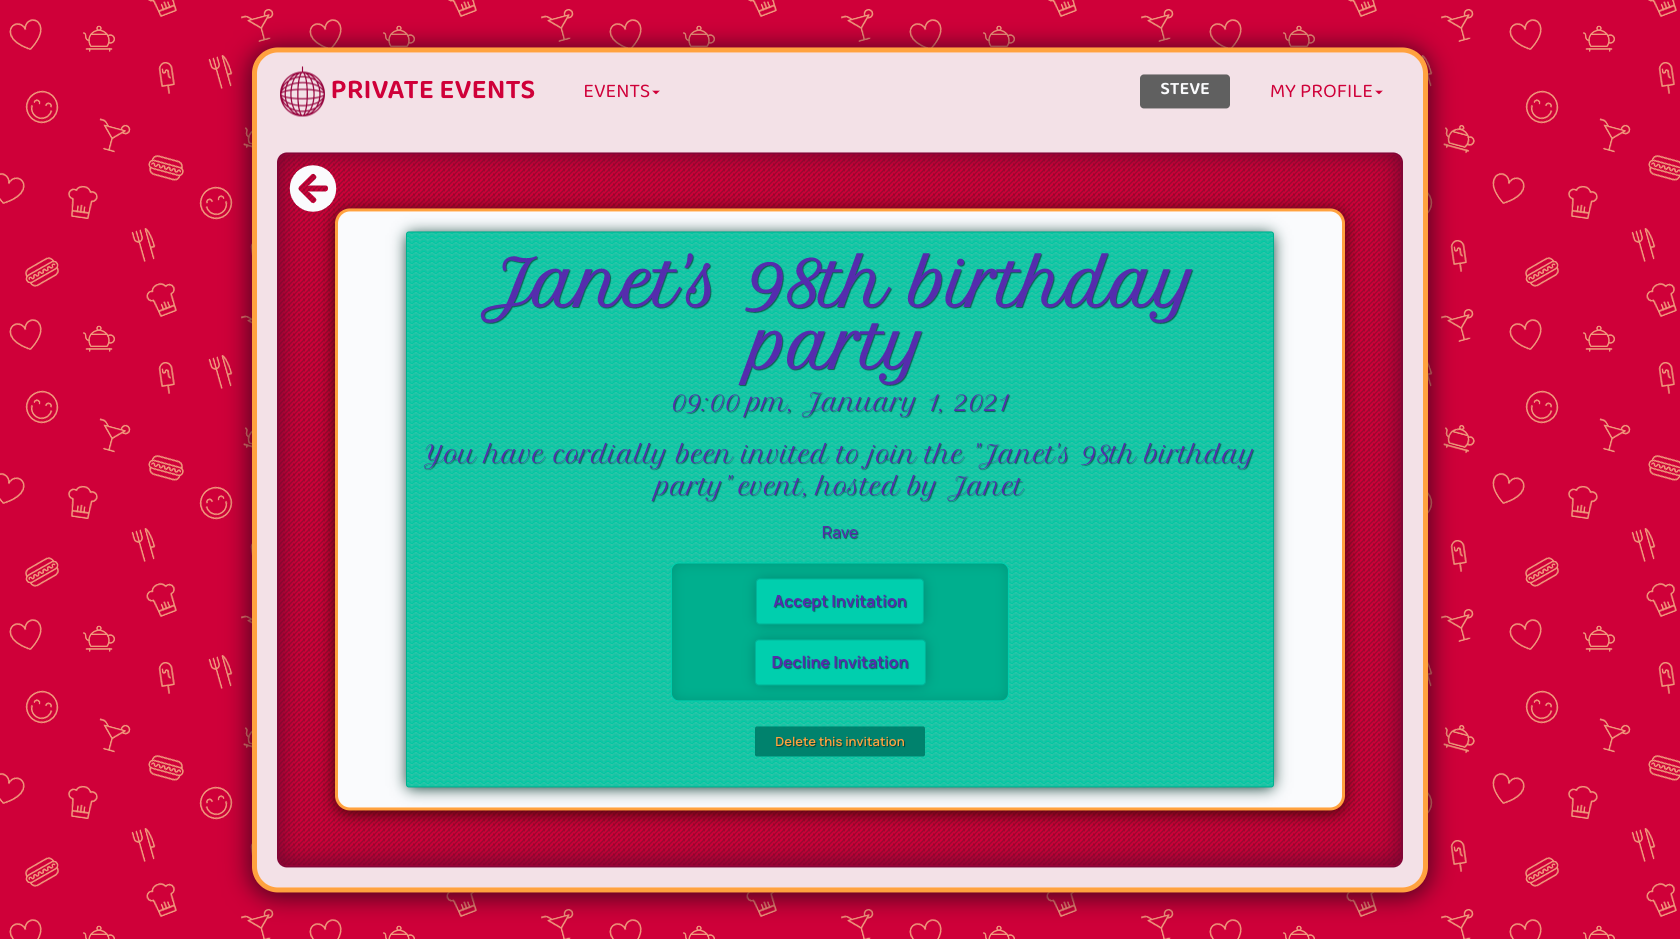 PRIVATE EVENTS
EVENTS
STEVE
MY PROFILE
Janet's 98th birthday
party
09:00 pm, January 1, 2021
You have cordially been invited to join the "Janet's 98th birthday
party" event, hosted by Janet
Rave
Accept Invitation
Decline Invitation
Delete this invitation